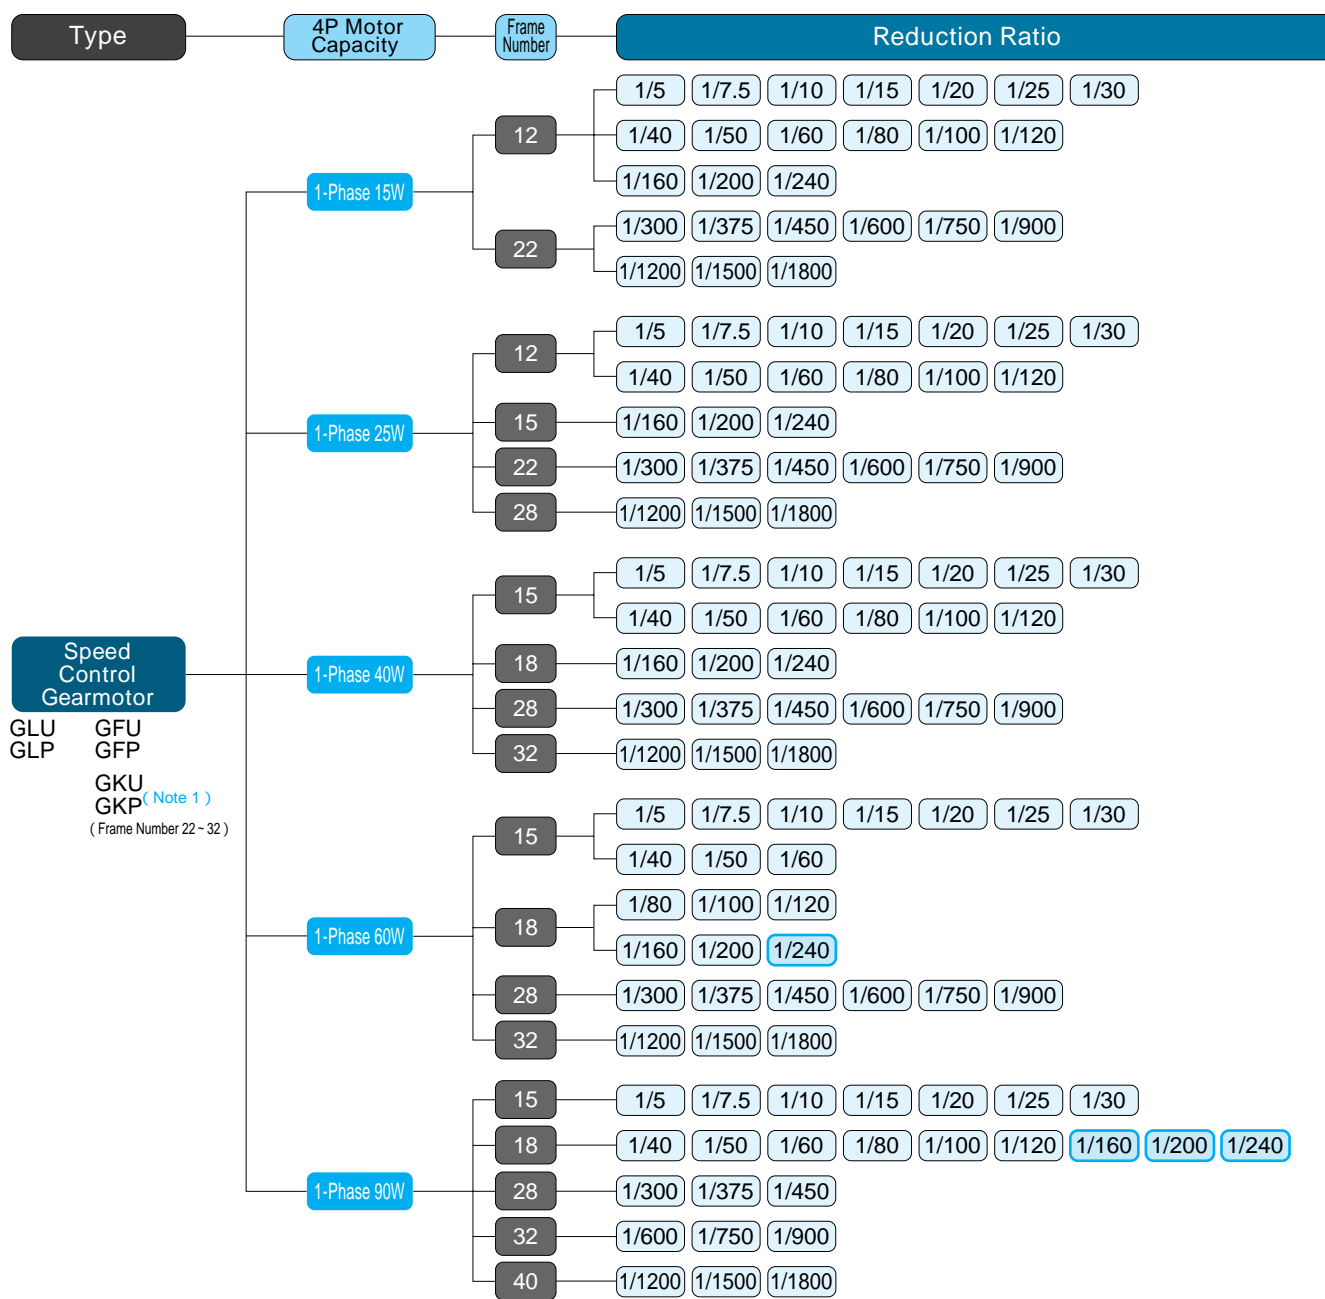 Type
4P Motor
Capacity
Frame
Number
Reduction Ratio
1/5 1/7.5 1/10 1/15 1/20 1/25 1/30
12
1/40 1/50 1/60 1/80 1/100 1/120
1-Phase 15W
1/160 1/200 1/240
1/300 1/375 1/450 1/600 1/750 1/900
22
1/1200 1/1500 1/1800
1/5 1/7.5 1/10 1/15 1/20 1/25 1/30
12
1/40 1/50 1/60 1/80 1/100 1/120
1-Phase 25W
15 1/160 1/200 1/240
22 1/300 1/375 1/450 1/600 1/750 1/900
28 1/1200 1/1500 1/1800
1/5 1/7.5 1/10 1/15 1/20 1/25 1/30
15
1/40 1/50 1/60 1/80 1/100 1/120
Speed
Control
Gearmotor
GLU GFU
GLP GFP
GKU
GKP ( Note 1 )
( Frame Number 22 ~ 32 )
1-Phase 40W
18 1/160 1/200 1/240
28 1/300 1/375 1/450 1/600 1/750 1/900
32 1/1200 1/1500 1/1800
1/5 1/7.5 1/10 1/15 1/20 1/25 1/30
15
1/40 1/50 1/60
1/80 1/100 1/120
18
1-Phase 60W
1/160 1/200 1/240
28 1/300 1/375 1/450 1/600 1/750 1/900
32 1/1200 1/1500 1/1800
15 1/5 1/7.5 1/10 1/15 1/20 1/25 1/30
18 1/40 1/50 1/60 1/80 1/100 1/120 1/160 1/200 1/240
1-Phase 90W
28 1/300 1/375 1/450
32 1/600 1/750 1/900
40 1/1200 1/1500 1/1800